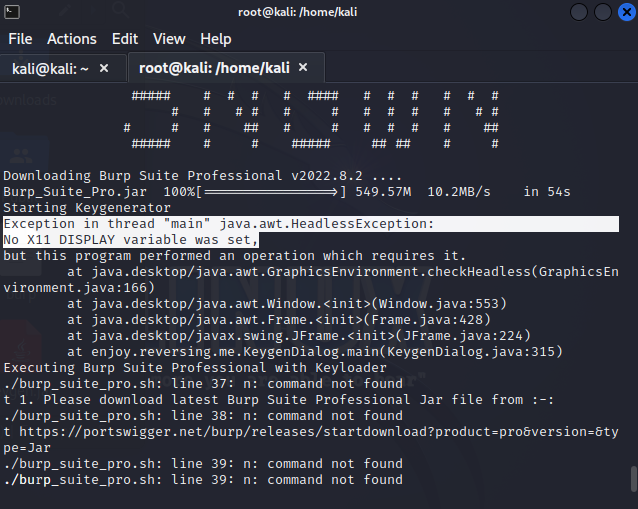 root@kali: /home/kali
File Actions Edit View Help
kali@kali: ~ × root@kali: /home/kali ×
Downloading Burp Suite Professional v2022.8.2 ....
Burp_Suite_Pro.jar 100%[=================>] 549.57M 10.2MB/s in 54s
Starting Keygenerator
Exception in thread "main" java.awt.HeadlessException:
No X11 DISPLAY variable was set,
but this program performed an operation which requires it.
at java.desktop/java.awt.GraphicsEnvironment.checkHeadless(GraphicsEn
vironment.java:166)
at java.desktop/java.awt.Window.<init>(Window.java:553)
at java.desktop/java.awt.Frame.<init>(Frame.java:428)
at java.desktop/javax.swing.JFrame.<init>(JFrame.java:224)
at enjoy.reversing.me.KeygenDialog.main(KeygenDialog.java:315)
Executing Burp Suite Professional with Keyloader
./burp_suite_pro.sh: line 37: n: command not found
t 1. Please download latest Burp Suite Professional Jar file from :-:
./burp_suite_pro.sh: line 38: n: command not found
t https://portswigger.net/burp/releases/startdownload?product=pro&version=&ty
pe=Jar
./burp_suite_pro.sh: line 39: n: command not found
./burp_suite_pro.sh: line 39: n: command not found